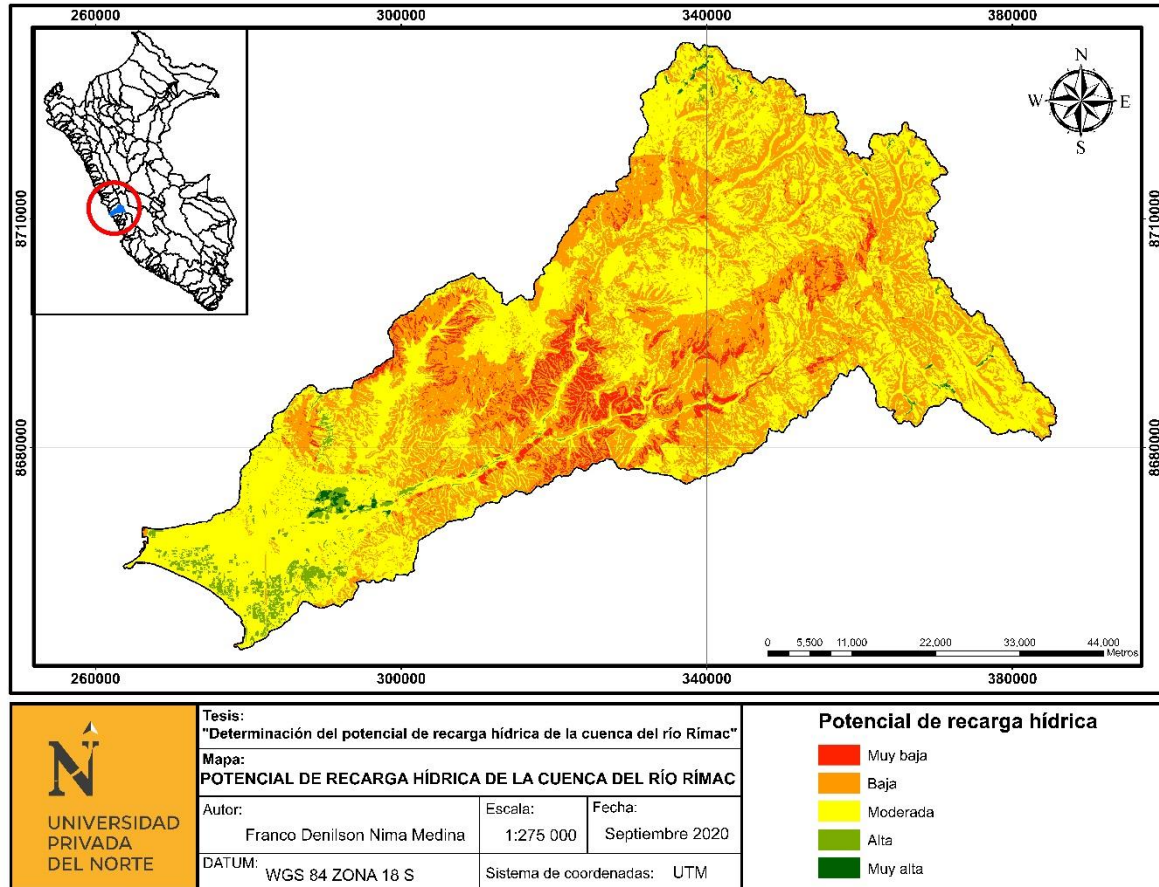 260000 300000 340000 380000
N
W E
S
8710000 8710000
8680000 8680000
0 5,500 11,000 22,000 33,000 44,000
Metros
260000 300000 340000 380000
N
UNIVERSIDAD
PRIVADA
DEL NORTE
Tesis:
"Determinación del potencial de recarga hídrica de la cuenca del río Rímac"
Mapa:
POTENCIAL DE RECARGA HÍDRICA DE LA CUENCA DEL RÍO RÍMAC
Autor:
Franco Denilson Nima Medina
Escala:
1:275 000
Fecha:
Septiembre 2020
DATUM: WGS 84 ZONA 18 S
Sistema de coordenadas: UTM
Potencial de recarga hídrica
Muy baja
Baja
Moderada
Alta
Muy alta